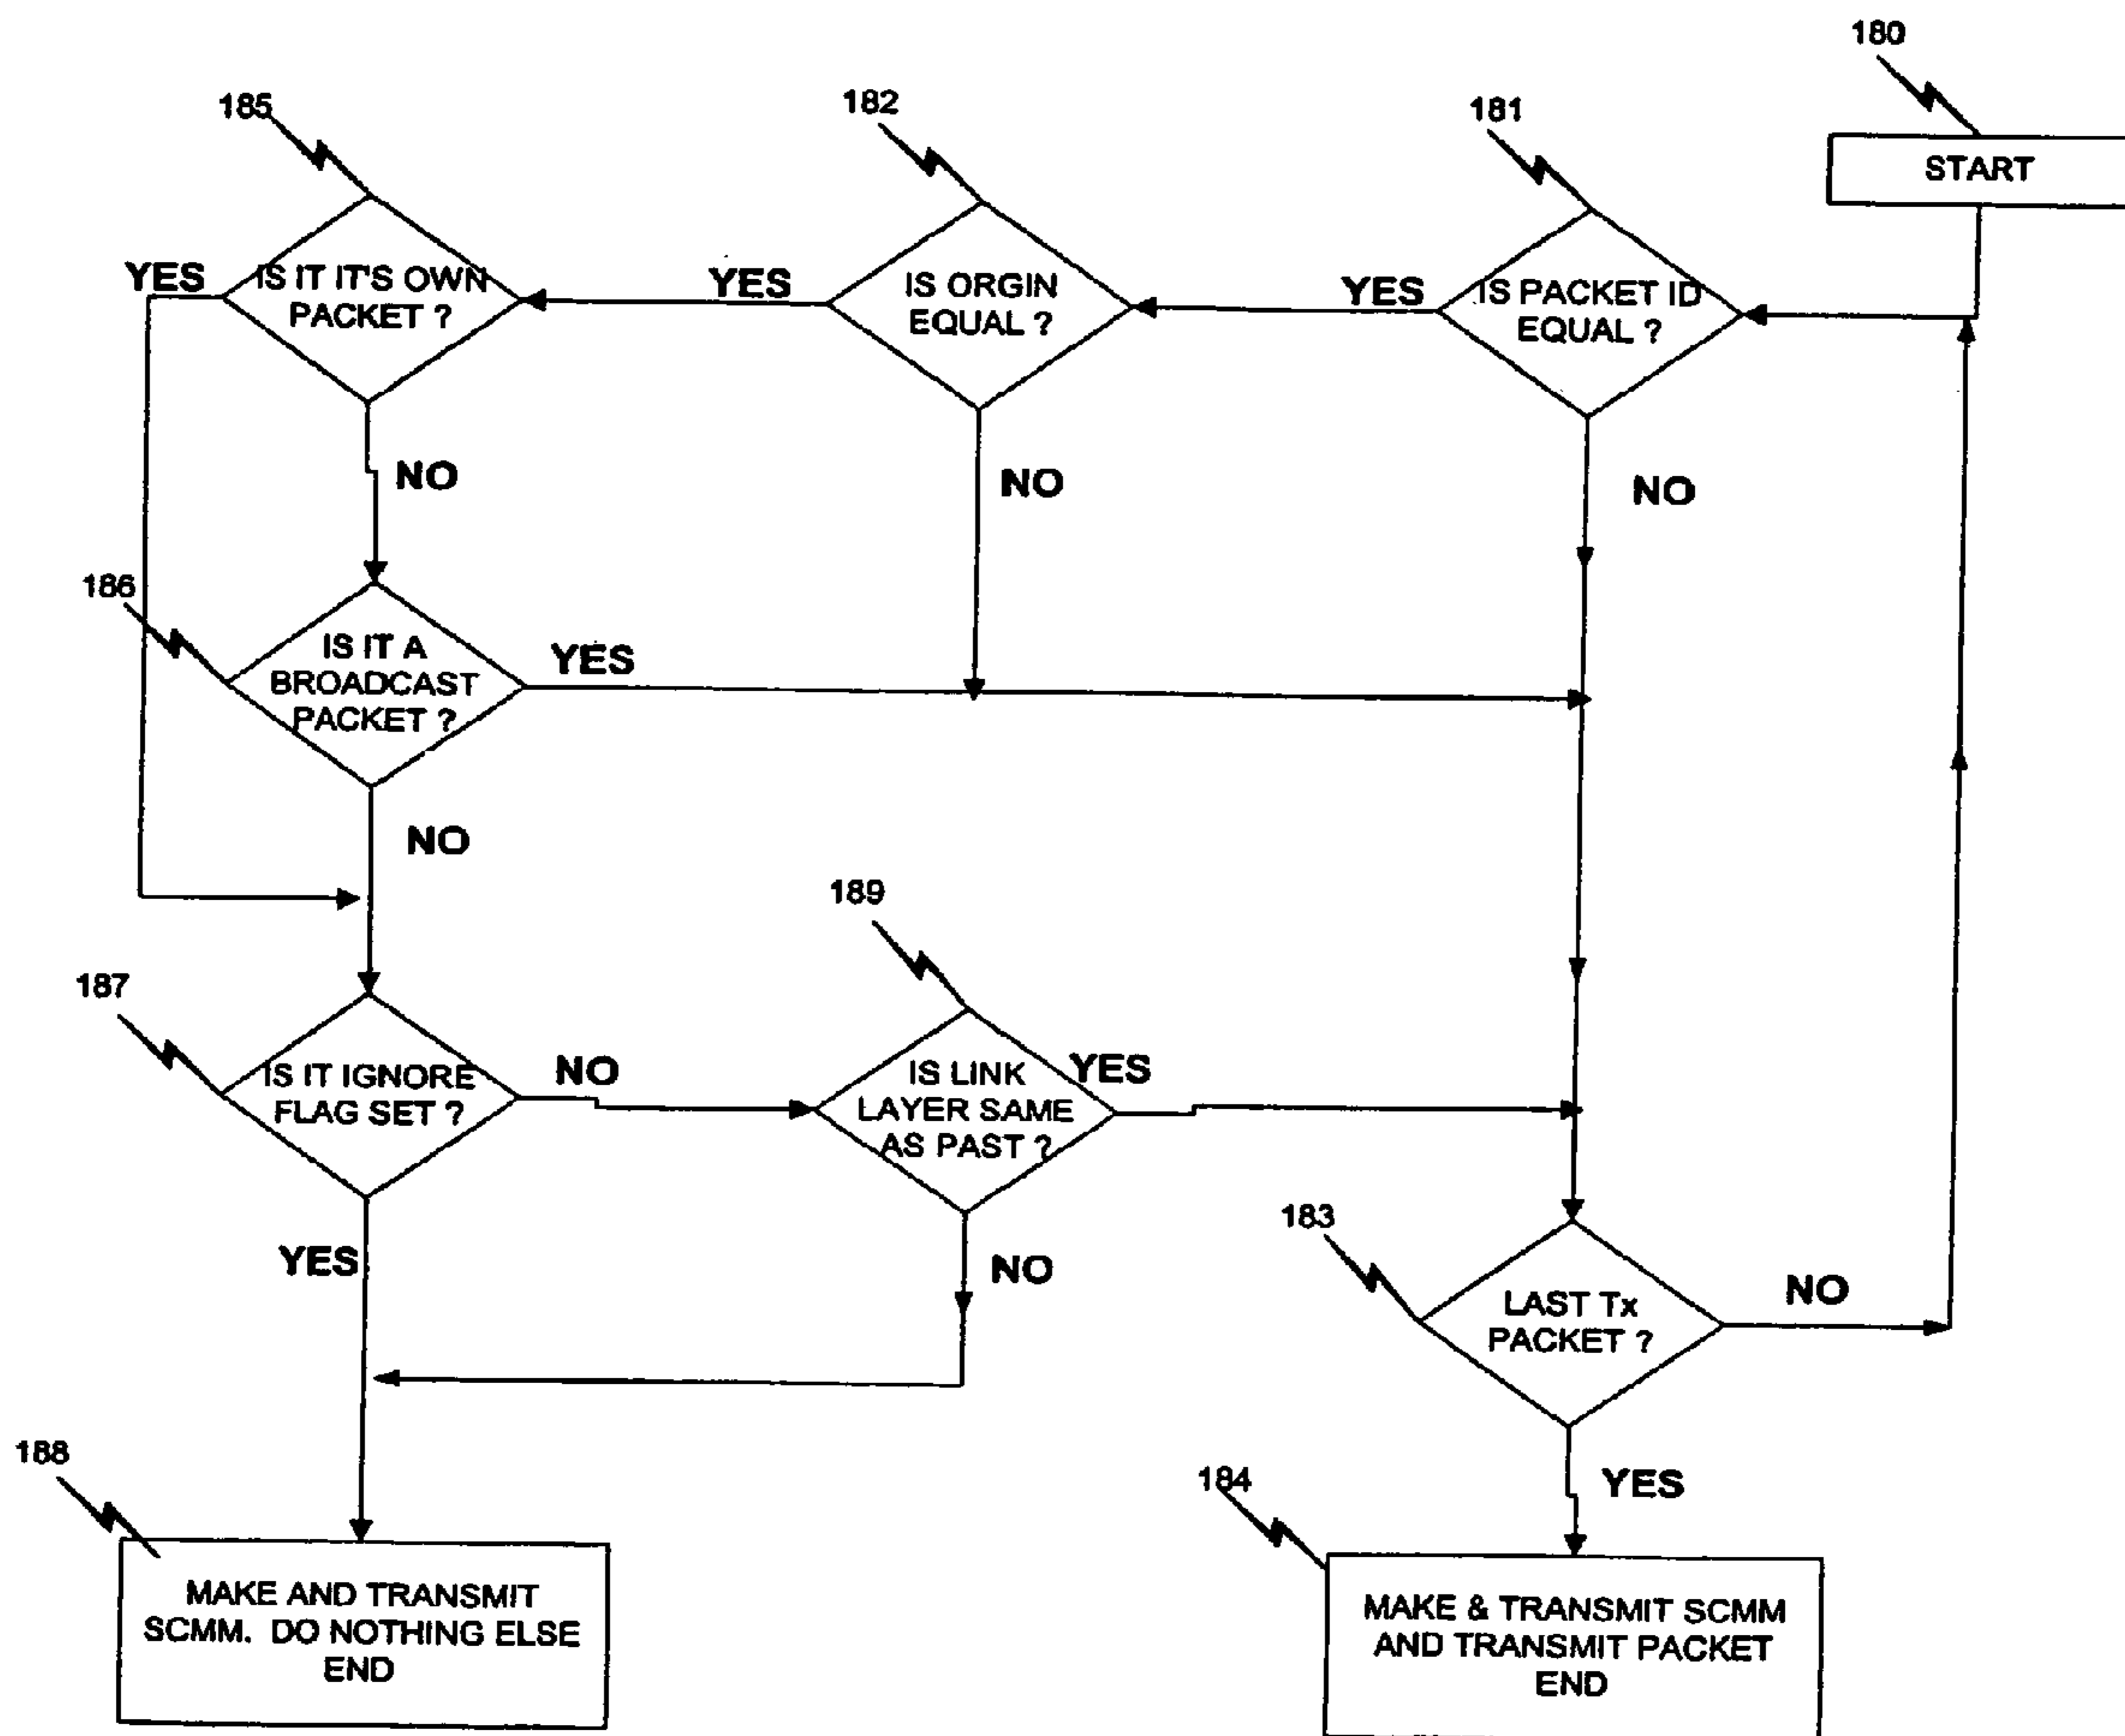 180
185
182
181
START
YES
IS IT IT'S OWN
PACKET ?
YES
IS ORGIN
EQUAL ?
YES
IS PACKET ID
EQUAL ?
NO
NO
NO
186
IS IT A
BROADCAST
PACKET ?
YES
NO
189
187
IS IT IGNORE
FLAG SET ?
NO
IS LINK
LAYER SAME
AS PAST ?
YES
YES
NO
183
LAST Tx
PACKET ?
NO
188
184
YES
MAKE AND TRANSMIT
SCMM. DO NOTHING ELSE
END
MAKE & TRANSMIT SCMM
AND TRANSMIT PACKET
END